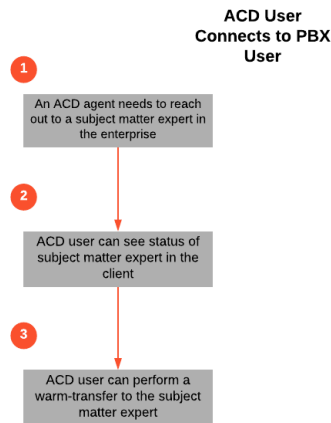 ACD User
Connects to PBX
User
1
An ACD agent needs to reach
out to a subject matter expert in
the enterprise
2
ACD user can see status of
subject matter expert in the
client
3
ACD user can perform a
warm-transfer to the subject
matter expert